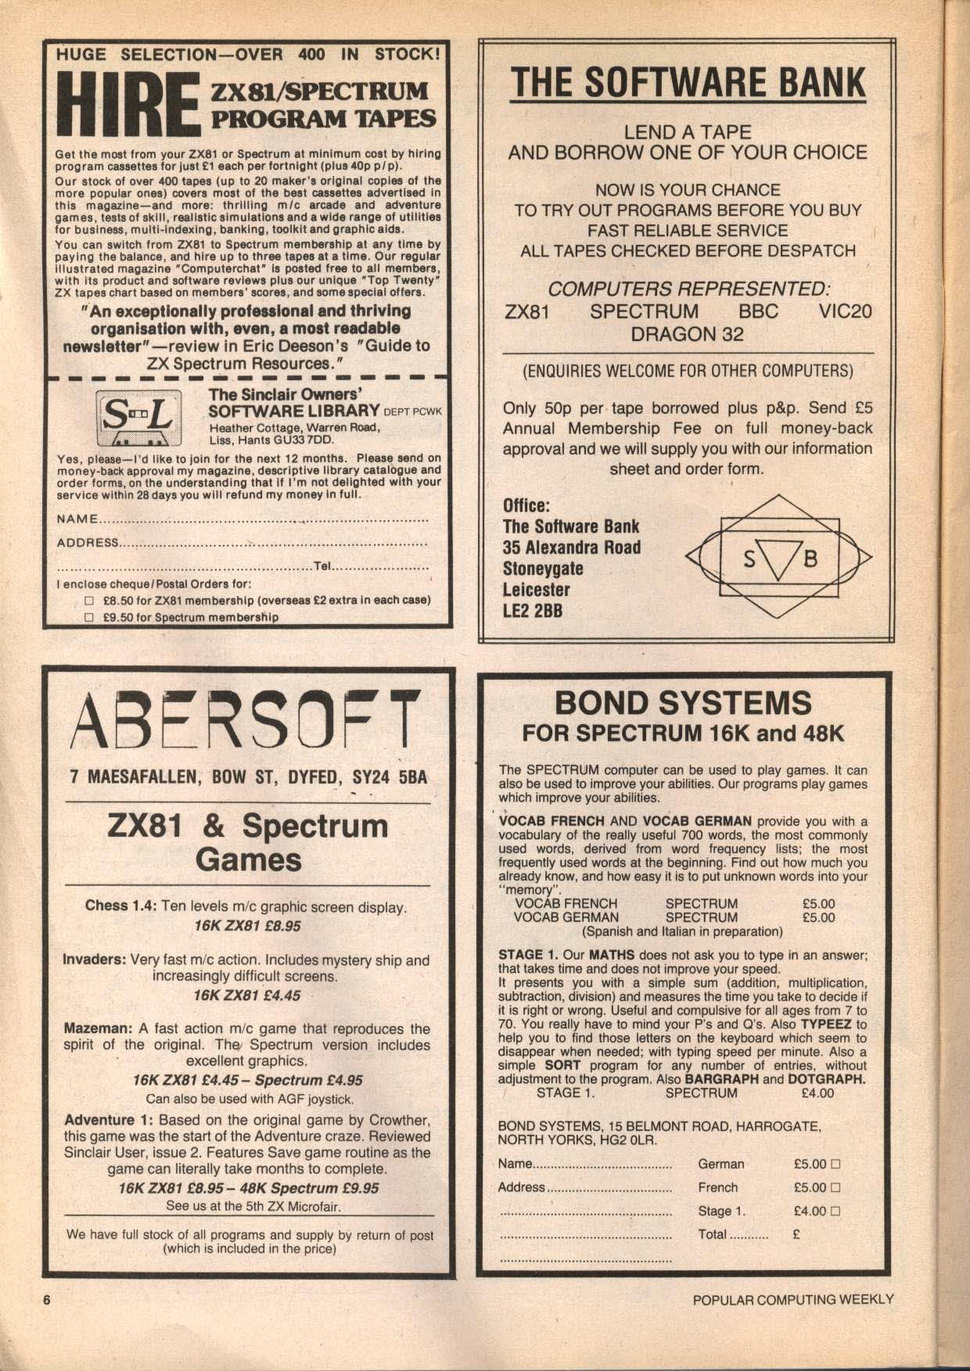 HUGE SELECTION—OVER 400 IN STOCK!
HIRE ZX81/SPECTRUM
PROGRAM TAPES
Get the most from your ZX81 or Spectrum at minimum cost by hiring
program cassettes for just £1 each per fortnight (plus 40p p/p).
Our stock of over 400 tapes (up to 20 maker's original copies of the
more popular ones) covers most of the best cassettes advertised in
this magazine—and more: thrilling m/c arcade and adventure
games, tests of skill, realistic simulations and a wide range of utilities
for business, multi-indexing, banking, toolkit and graphic aids.
You can switch from ZX81 to Spectrum membership at any time by
paying the balance, and hire up to three tapes at a time. Our regular
illustrated magazine "Computerchat" is posted free to all members,
with its product and software reviews plus our unique "Top Twenty"
ZX tapes chart based on members' scores, and some special offers.
"An exceptionally professional and thriving
organisation with, even, a most readable
newsletter"—review in Eric Deeson's "Guide to
ZX Spectrum Resources."
S L
The Sinclair Owners'
SOFTWARE LIBRARY DEPT PCWK
Heather Cottage, Warren Road,
Liss, Hants GU33 7DD.
Yes, please—I'd like to join for the next 12 months. Please send on
money-back approval my magazine, descriptive library catalogue and
order forms, on the understanding that if I'm not delighted with your
service within 28 days you will refund my money in full.
NAME..........
ADDRESS..........
..........Tel..........
I enclose cheque/Postal Orders for:
☐ £8.50 for ZX81 membership (overseas £2 extra in each case)
☐ £9.50 for Spectrum membership
THE SOFTWARE BANK
LEND A TAPE
AND BORROW ONE OF YOUR CHOICE
NOW IS YOUR CHANCE
TO TRY OUT PROGRAMS BEFORE YOU BUY
FAST RELIABLE SERVICE
ALL TAPES CHECKED BEFORE DESPATCH
COMPUTERS REPRESENTED:
ZX81 SPECTRUM BBC VIC20
DRAGON 32
(ENQUIRIES WELCOME FOR OTHER COMPUTERS)
Only 50p per tape borrowed plus p&p. Send £5
Annual Membership Fee on full money-back
approval and we will supply you with our information
sheet and order form.
Office:
The Software Bank
35 Alexandra Road
Stoneygate
Leicester
LE2 2BB
S B
ABERSOFT
7 MAESAFALLEN, BOW ST, DYFED, SY24 5BA
ZX81 & Spectrum
Games
Chess 1.4: Ten levels m/c graphic screen display.
16K ZX81 £8.95
Invaders: Very fast m/c action. Includes mystery ship and
increasingly difficult screens.
16K ZX81 £4.45
Mazeman: A fast action m/c game that reproduces the
spirit of the original. The Spectrum version includes
excellent graphics.
16K ZX81 £4.45 – Spectrum £4.95
Can also be used with AGF joystick.
Adventure 1: Based on the original game by Crowther,
this game was the start of the Adventure craze. Reviewed
Sinclair User, issue 2. Features Save game routine as the
game can literally take months to complete.
16K ZX81 £8.95 – 48K Spectrum £9.95
See us at the 5th ZX Microfair.
We have full stock of all programs and supply by return of post
(which is included in the price)
BOND SYSTEMS
FOR SPECTRUM 16K and 48K
The SPECTRUM computer can be used to play games. It can
also be used to improve your abilities. Our programs play games
which improve your abilities.
VOCAB FRENCH AND VOCAB GERMAN provide you with a
vocabulary of the really useful 700 words, the most commonly
used words, derived from word frequency lists; the most
frequently used words at the beginning. Find out how much you
already know, and how easy it is to put unknown words into your
"memory".
VOCAB FRENCH SPECTRUM £5.00
VOCAB GERMAN SPECTRUM £5.00
(Spanish and Italian in preparation)
STAGE 1. Our MATHS does not ask you to type in an answer;
that takes time and does not improve your speed.
It presents you with a simple sum (addition, multiplication,
subtraction, division) and measures the time you take to decide if
it is right or wrong. Useful and compulsive for all ages from 7 to
70. You really have to mind your P's and Q's. Also TYPEEZ to
help you to find those letters on the keyboard which seem to
disappear when needed; with typing speed per minute. Also a
simple SORT program for any number of entries, without
adjustment to the program. Also BARGRAPH and DOTGRAPH.
STAGE 1. SPECTRUM £4.00
BOND SYSTEMS, 15 BELMONT ROAD, HARROGATE,
NORTH YORKS, HG2 0LR.
Name.......... German £5.00 ☐
Address.......... French £5.00 ☐
.......... Stage 1. £4.00 ☐
.......... Total .......... £
..........
6
POPULAR COMPUTING WEEKLY